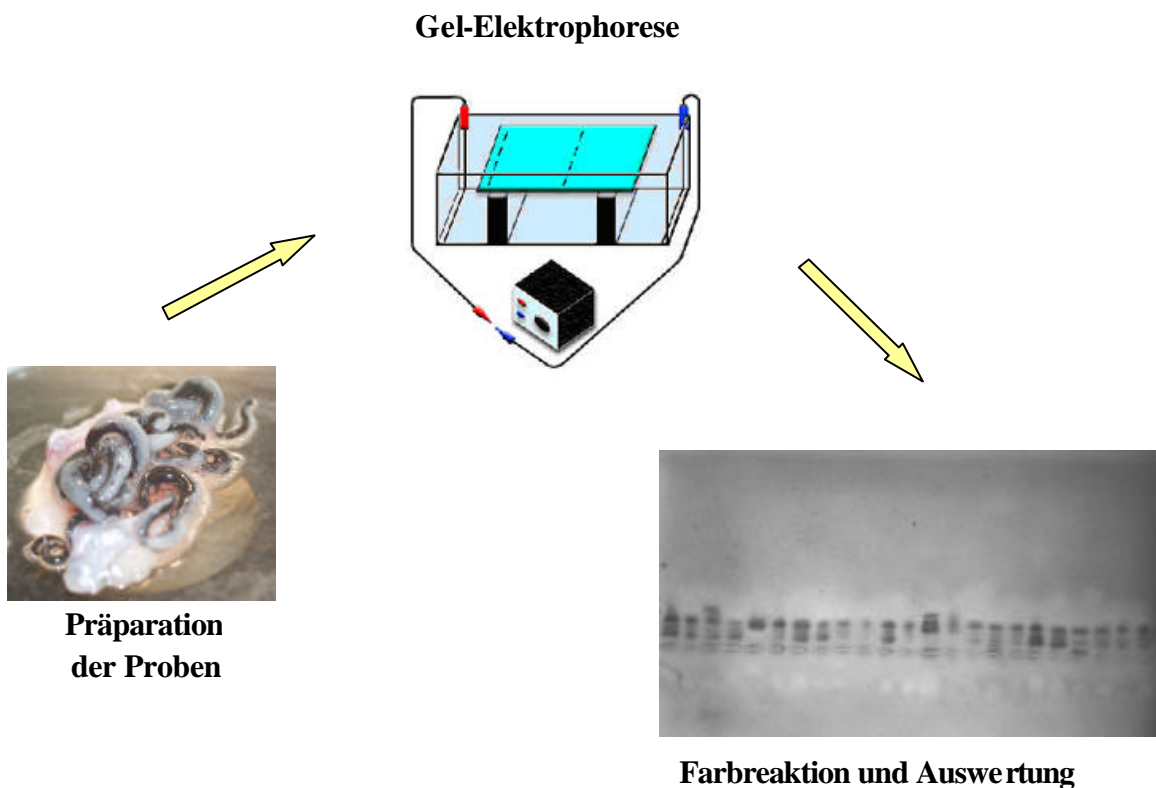 Gel-Elektrophorese
Präparation
der Proben
Farbreaktion und Auswertung